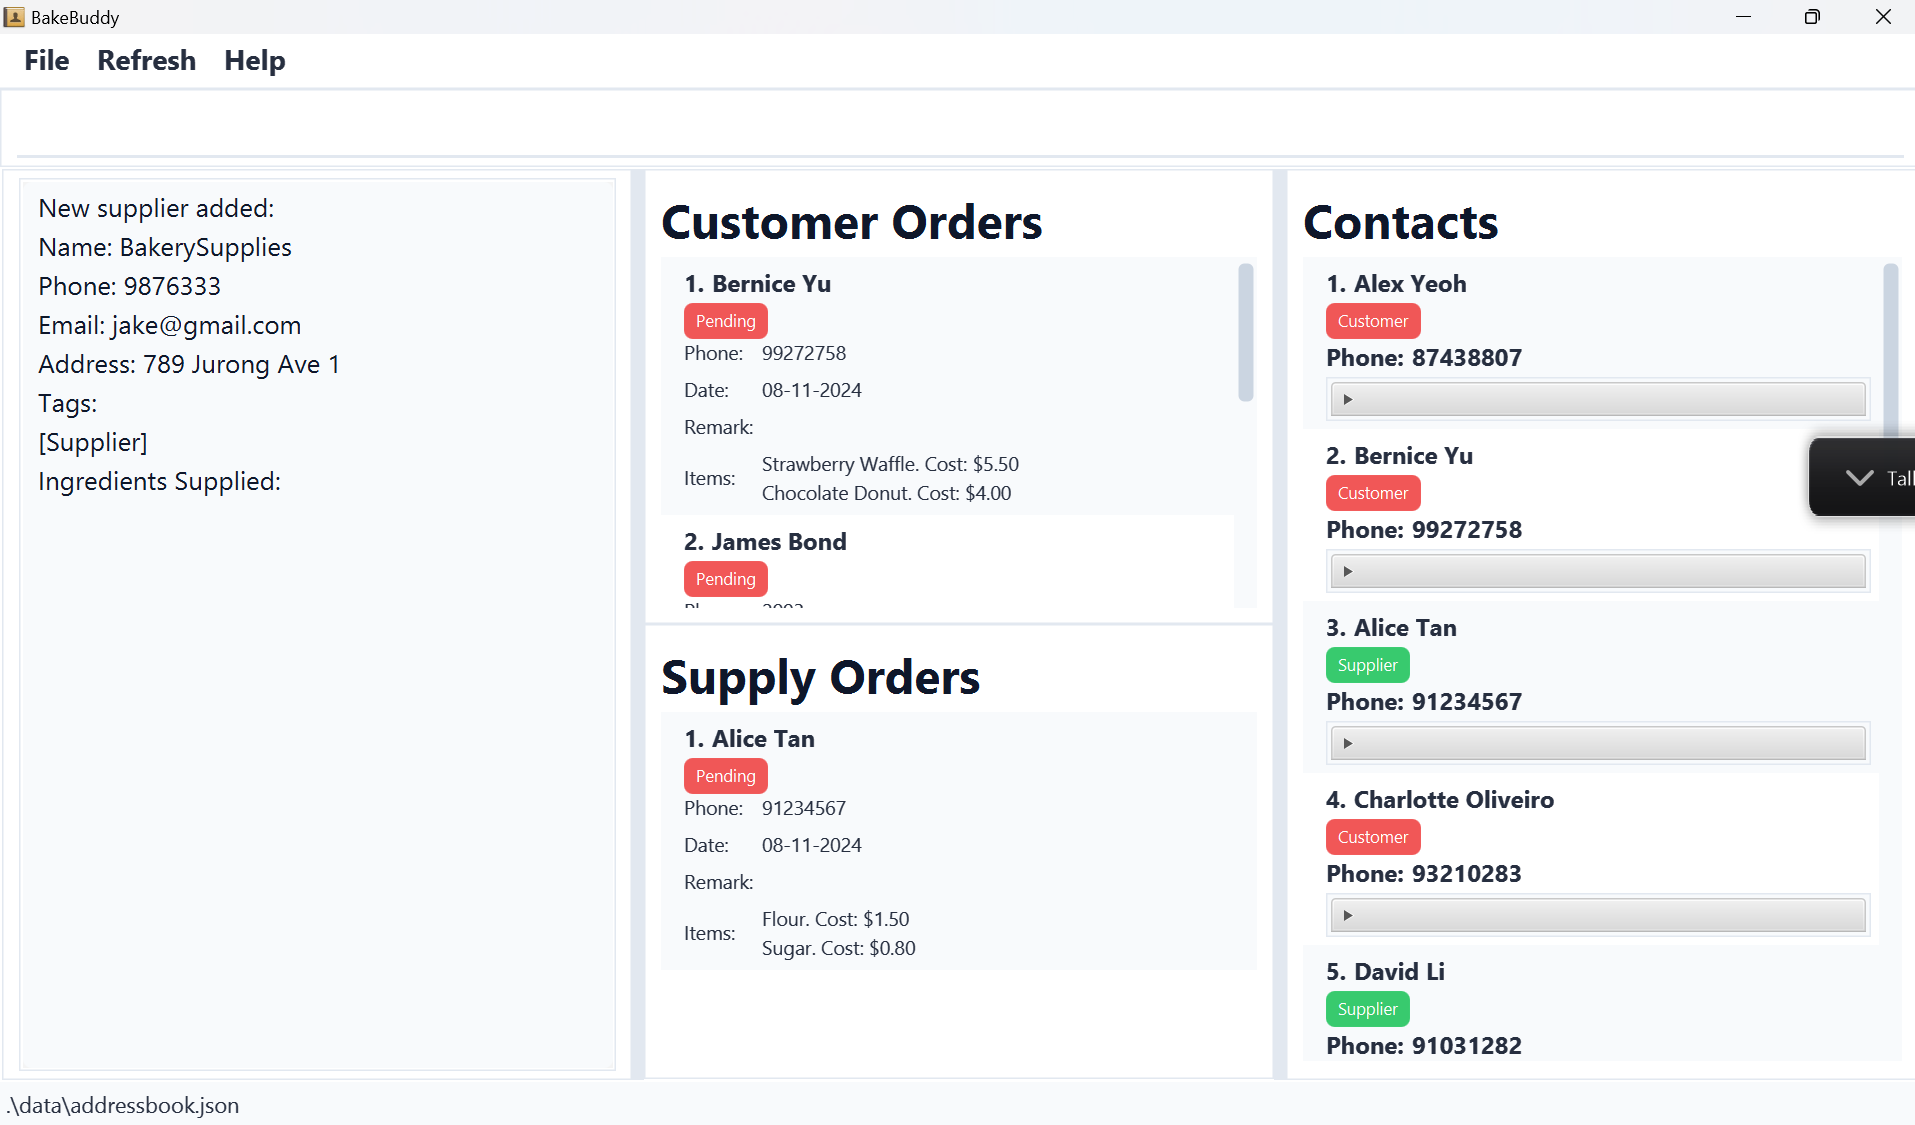 BakeBuddy
File Refresh Help
New supplier added:
Name: BakerySupplies
Phone: 9876333
Email: jake@gmail.com
Address: 789 Jurong Ave 1
Tags:
[Supplier]
Ingredients Supplied:
Customer Orders
1. Bernice Yu
Pending
Phone: 99272758
Date: 08-11-2024
Remark:
Items: Strawberry Waffle. Cost: $5.50
Chocolate Donut. Cost: $4.00
2. James Bond
Pending
Supply Orders
1. Alice Tan
Pending
Phone: 91234567
Date: 08-11-2024
Remark:
Items: Flour. Cost: $1.50
Sugar. Cost: $0.80
Contacts
1. Alex Yeoh
Customer
Phone: 87438807
2. Bernice Yu
Customer
Phone: 99272758
3. Alice Tan
Supplier
Phone: 91234567
4. Charlotte Oliveiro
Customer
Phone: 93210283
5. David Li
Supplier
Phone: 91031282
.\data\addressbook.json